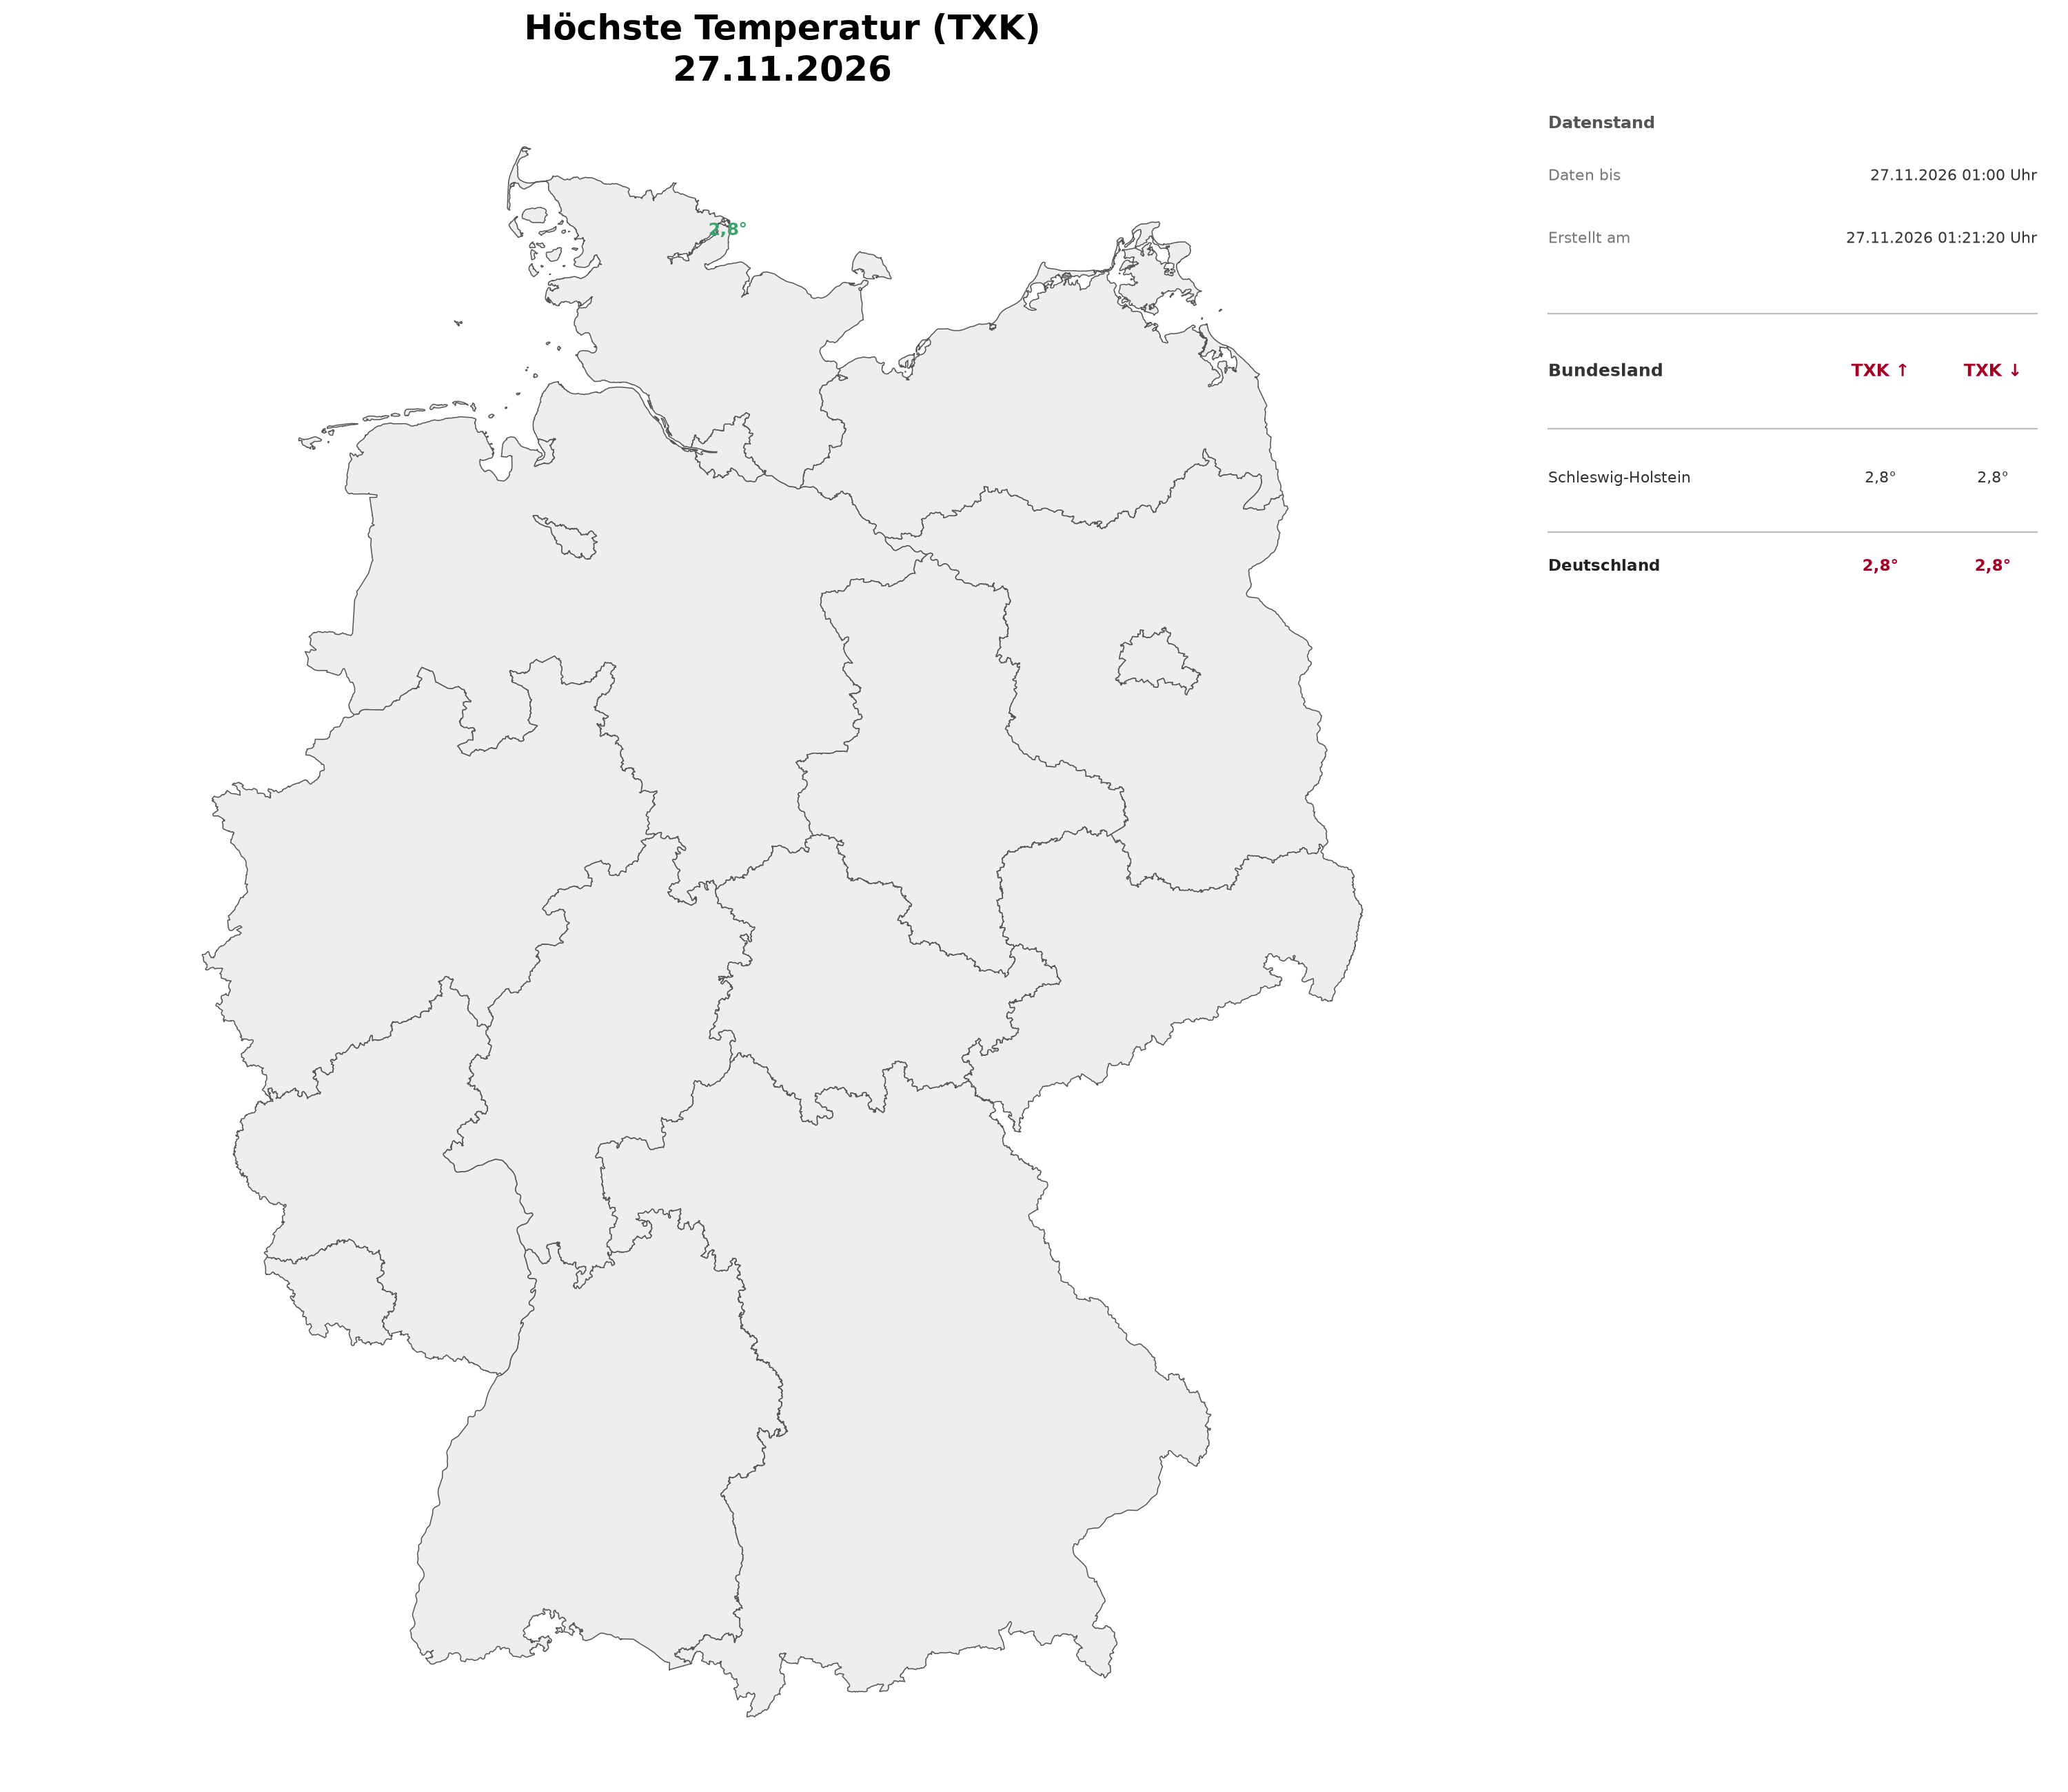 Höchste Temperatur (TXK)
27.11.2026
2,8°
Datenstand
Daten bis 27.11.2026 01:00 Uhr
Erstellt am 27.11.2026 01:21:20 Uhr
Bundesland TXK ↑ TXK ↓
Schleswig-Holstein 2,8° 2,8°
Deutschland 2,8° 2,8°